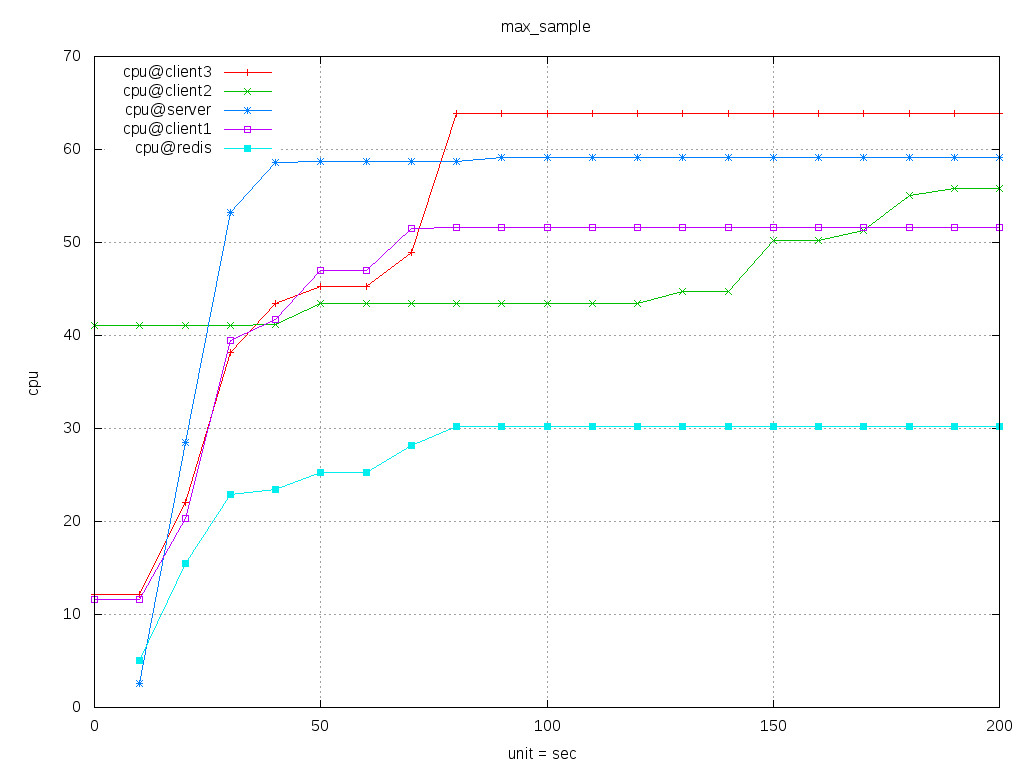 max_sample
70
60
50
40
30
20
10
0
cpu
cpu@client3
cpu@client2
cpu@server
cpu@client1
cpu@redis
0 50 100 150 200
unit = sec